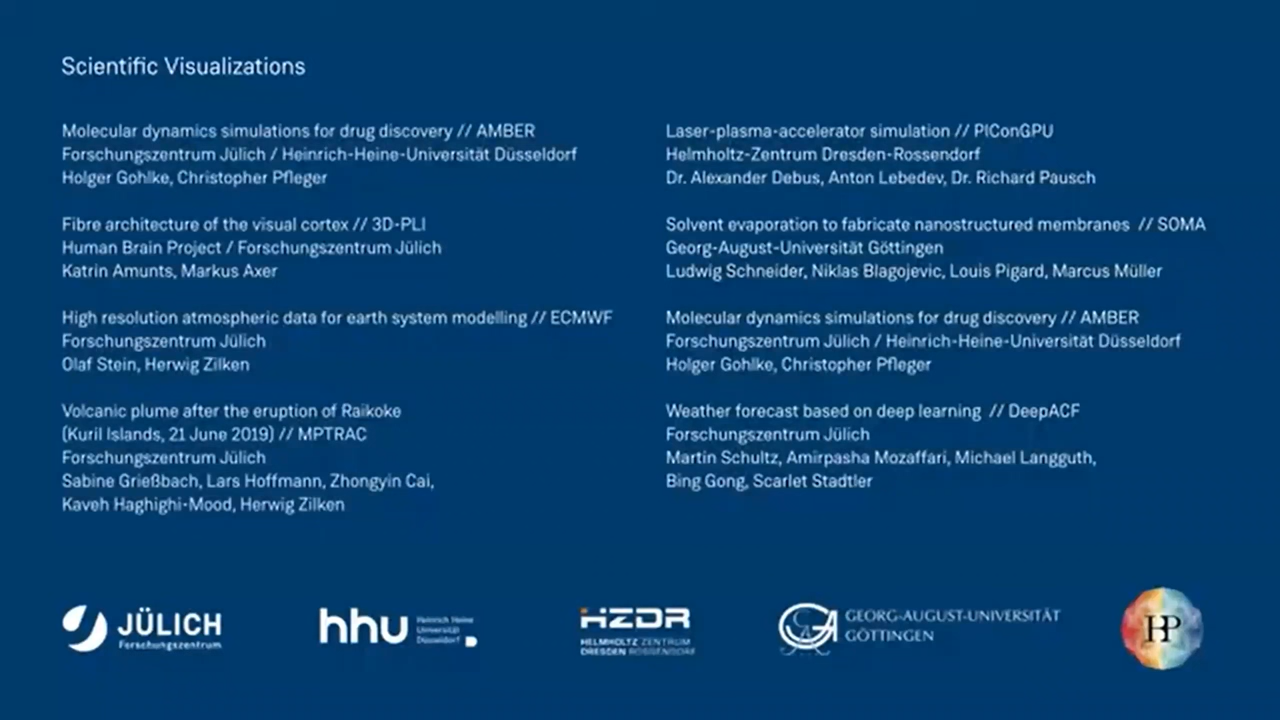 Scientific Visualizations
Molecular dynamics simulations for drug discovery // AMBER
Forschungszentrum Jülich / Heinrich-Heine-Universität Düsseldorf
Holger Gohlke, Christopher Pfleger
Fibre architecture of the visual cortex // 3D-PLI
Human Brain Project / Forschungszentrum Jülich
Katrin Amunts, Markus Axer
High resolution atmospheric data for earth system modelling // ECMWF
Forschungszentrum Jülich
Olaf Stein, Herwig Zilken
Volcanic plume after the eruption of Raikoke
(Kuril Islands, 21 June 2019) // MPTRAC
Forschungszentrum Jülich
Sabine Grießbach, Lars Hoffmann, Zhongyin Cai,
Kaveh Haghighi-Mood, Herwig Zilken
Laser-plasma-accelerator simulation // PIConGPU
Helmholtz-Zentrum Dresden-Rossendorf
Dr. Alexander Debus, Anton Lebedev, Dr. Richard Pausch
Solvent evaporation to fabricate nanostructured membranes // SOMA
Georg-August-Universität Göttingen
Ludwig Schneider, Niklas Blagojevic, Louis Pigard, Marcus Müller
Molecular dynamics simulations for drug discovery // AMBER
Forschungszentrum Jülich / Heinrich-Heine-Universität Düsseldorf
Holger Gohlke, Christopher Pfleger
Weather forecast based on deep learning // DeepACF
Forschungszentrum Jülich
Martin Schultz, Amirpasha Mozaffari, Michael Langguth,
Bing Gong, Scarlet Stadtler
JÜLICH
Forschungszentrum
hhu
Heinrich Heine
Universität
Düsseldorf
HZDR
HELMHOLTZ ZENTRUM
DRESDEN ROSSENDORF
GEORG-AUGUST-UNIVERSITÄT
GÖTTINGEN
HP